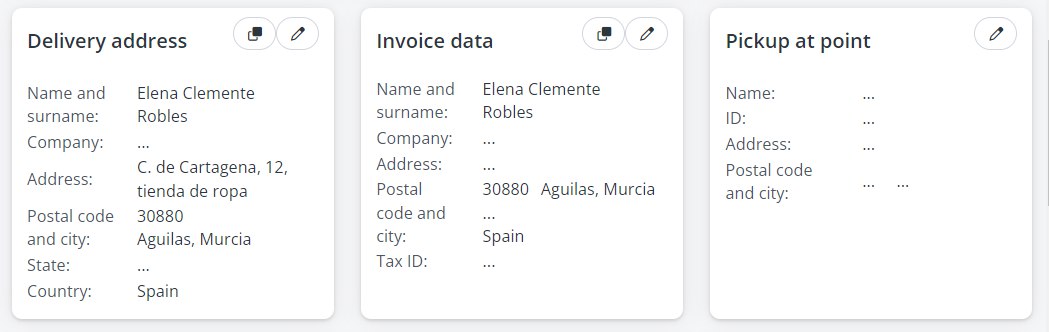 Delivery address
Name and surname: Elena Clemente Robles
Company: ...
Address: C. de Cartagena, 12, tienda de ropa
Postal code and city: 30880 Aguilas, Murcia
State: ...
Country: Spain
Invoice data
Name and surname: Elena Clemente Robles
Company: ...
Address: ...
Postal code and city: 30880 Aguilas, Murcia ... Spain
Tax ID: ...
Pickup at point
Name: ...
ID: ...
Address: ...
Postal code and city: ... ...